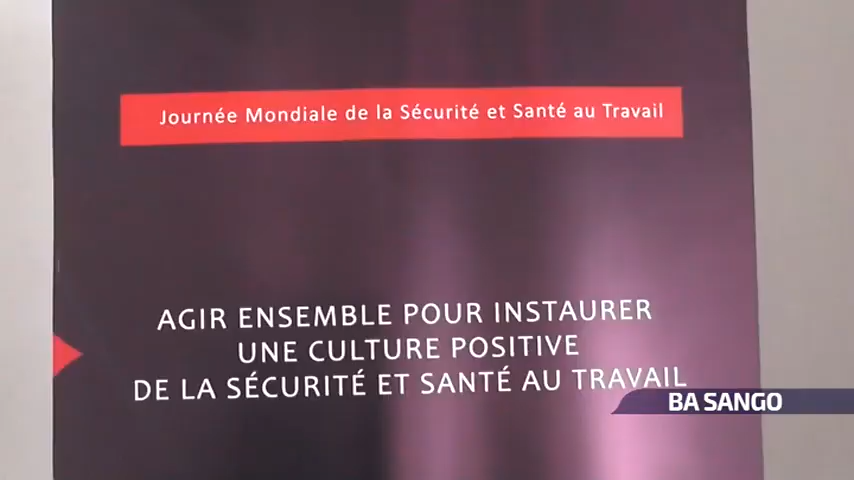 Journée Mondiale de la Sécurité et Santé au Travail
AGIR ENSEMBLE POUR INSTAURER
UNE CULTURE POSITIVE
DE LA SÉCURITÉ ET SANTÉ AU TRAVAIL
BA SANGO